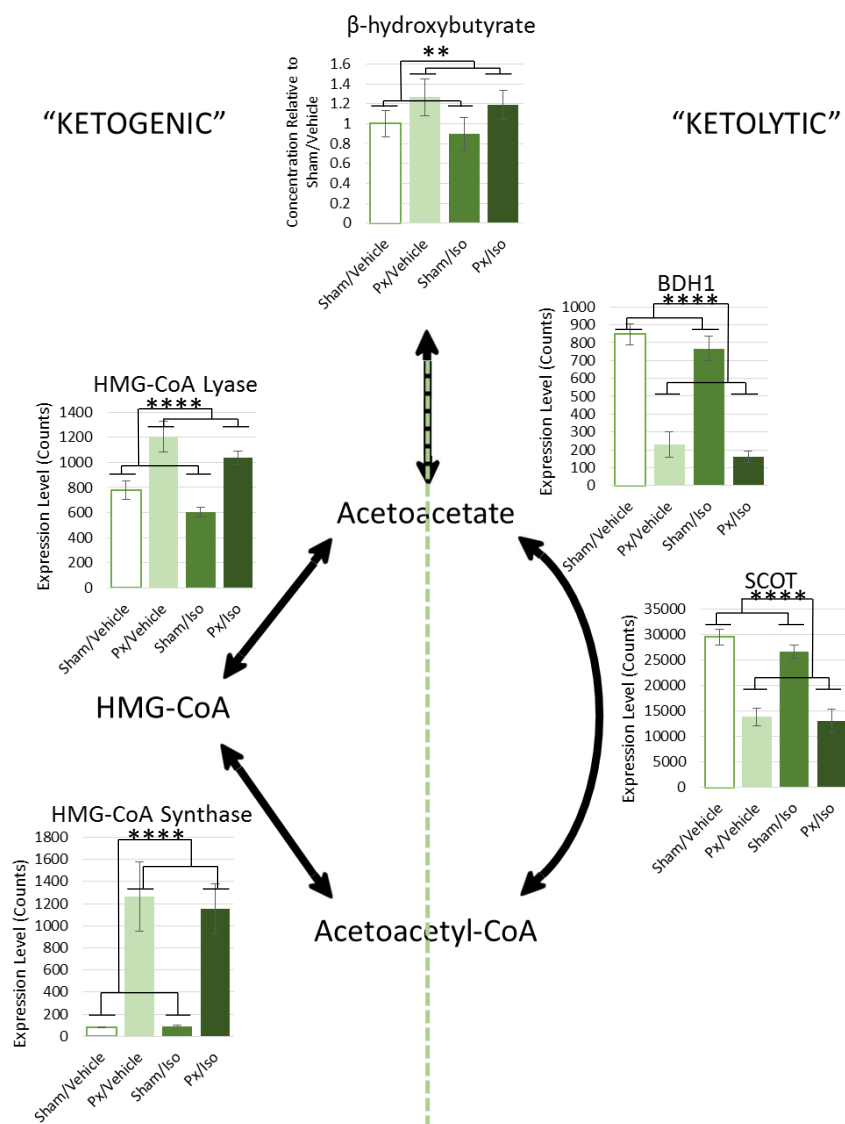 β-hydroxybutyrate
**
Concentration Relative to
Sham/Vehicle
1.6
1.4
1.2
1
0.8
0.6
0.4
0.2
0
Sham/Vehicle
Px/Vehicle
Sham/Iso
Px/Iso
“KETOGENIC”
“KETOLYTIC”
BDH1
****
Expression Level (Counts)
1000
900
800
700
600
500
400
300
200
100
0
Sham/Vehicle
Px/Vehicle
Sham/Iso
Px/Iso
HMG-CoA Lyase
****
Expression Level (Counts)
1400
1200
1000
800
600
400
200
0
Sham/Vehicle
Px/Vehicle
Sham/Iso
Px/Iso
Acetoacetate
SCOT
****
Expression Level (Counts)
35000
30000
25000
20000
15000
10000
5000
0
Sham/Vehicle
Px/Vehicle
Sham/Iso
Px/Iso
HMG-CoA
HMG-CoA Synthase
****
Expression Level (Counts)
1800
1600
1400
1200
1000
800
600
400
200
0
Sham/Vehicle
Px/Vehicle
Sham/Iso
Px/Iso
Acetoacetyl-CoA